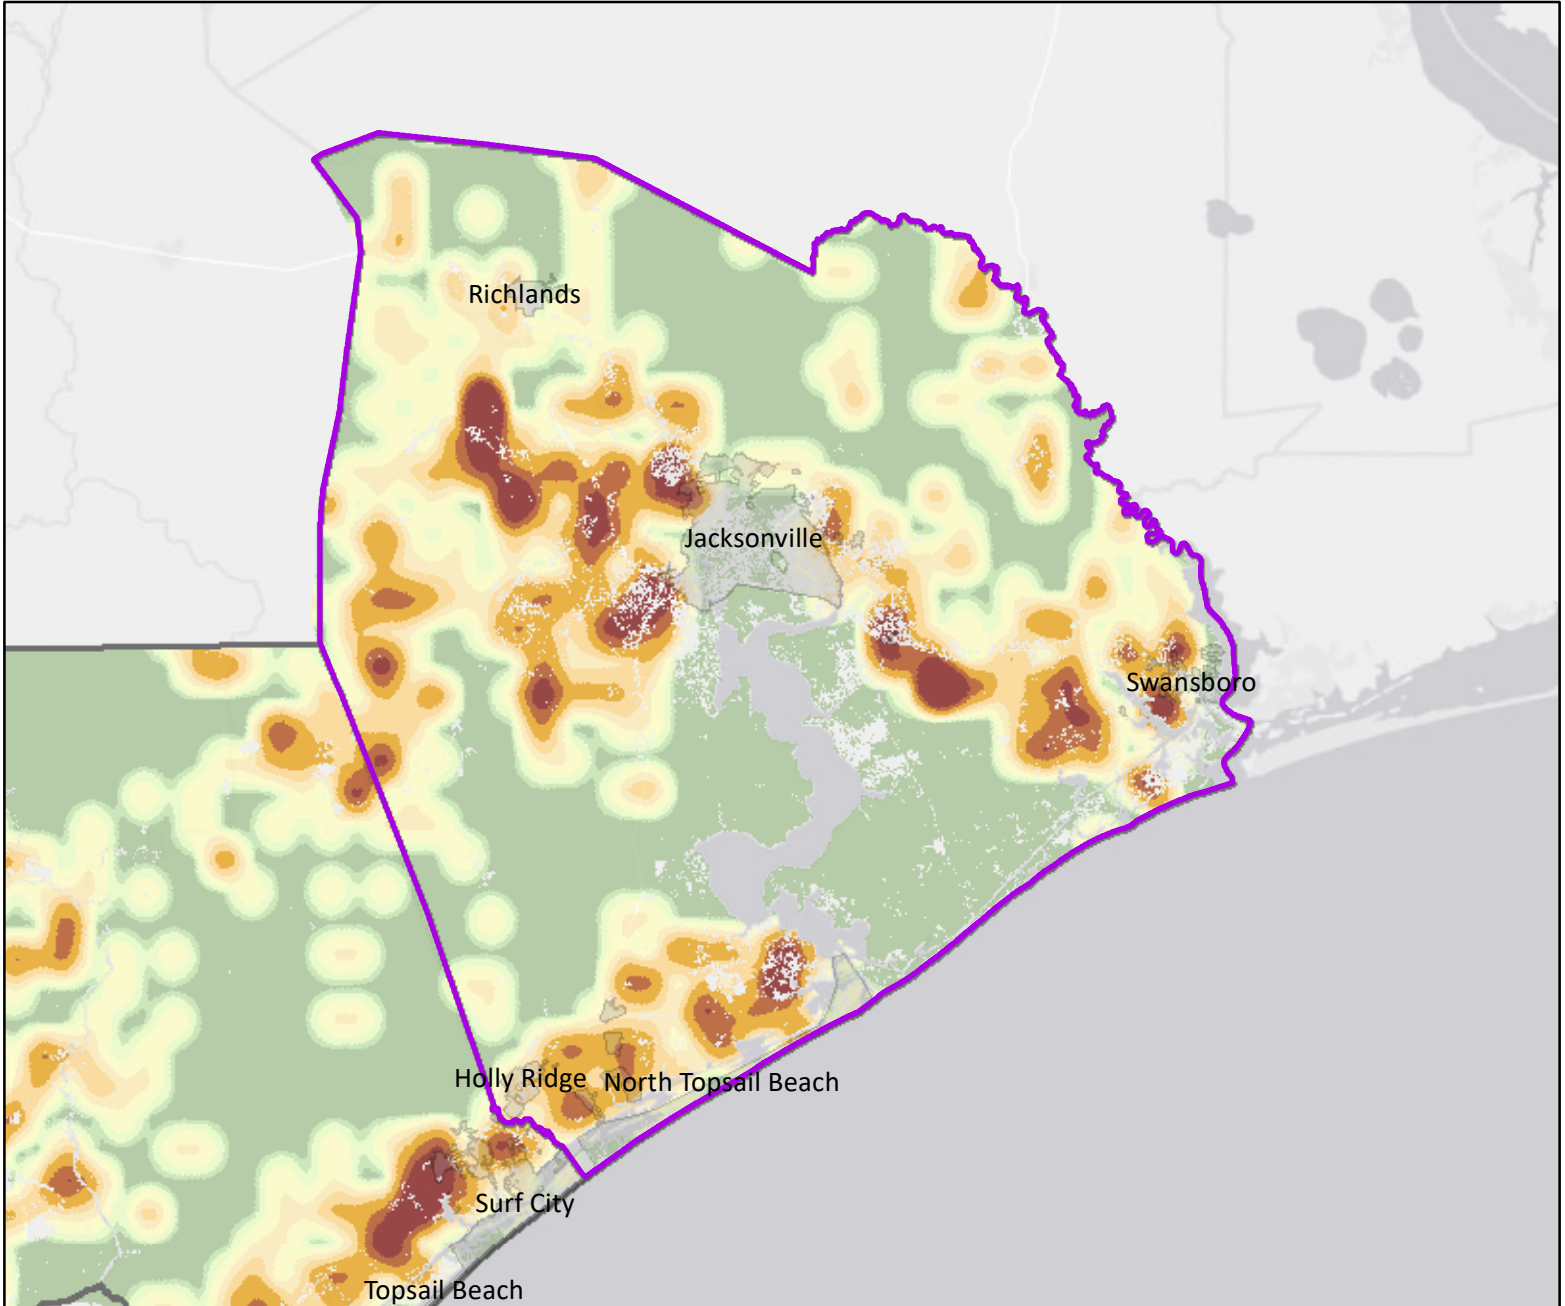 Richlands
Jacksonville
Swansboro
Holly Ridge
North Topsail Beach
Surf City
Topsail Beach